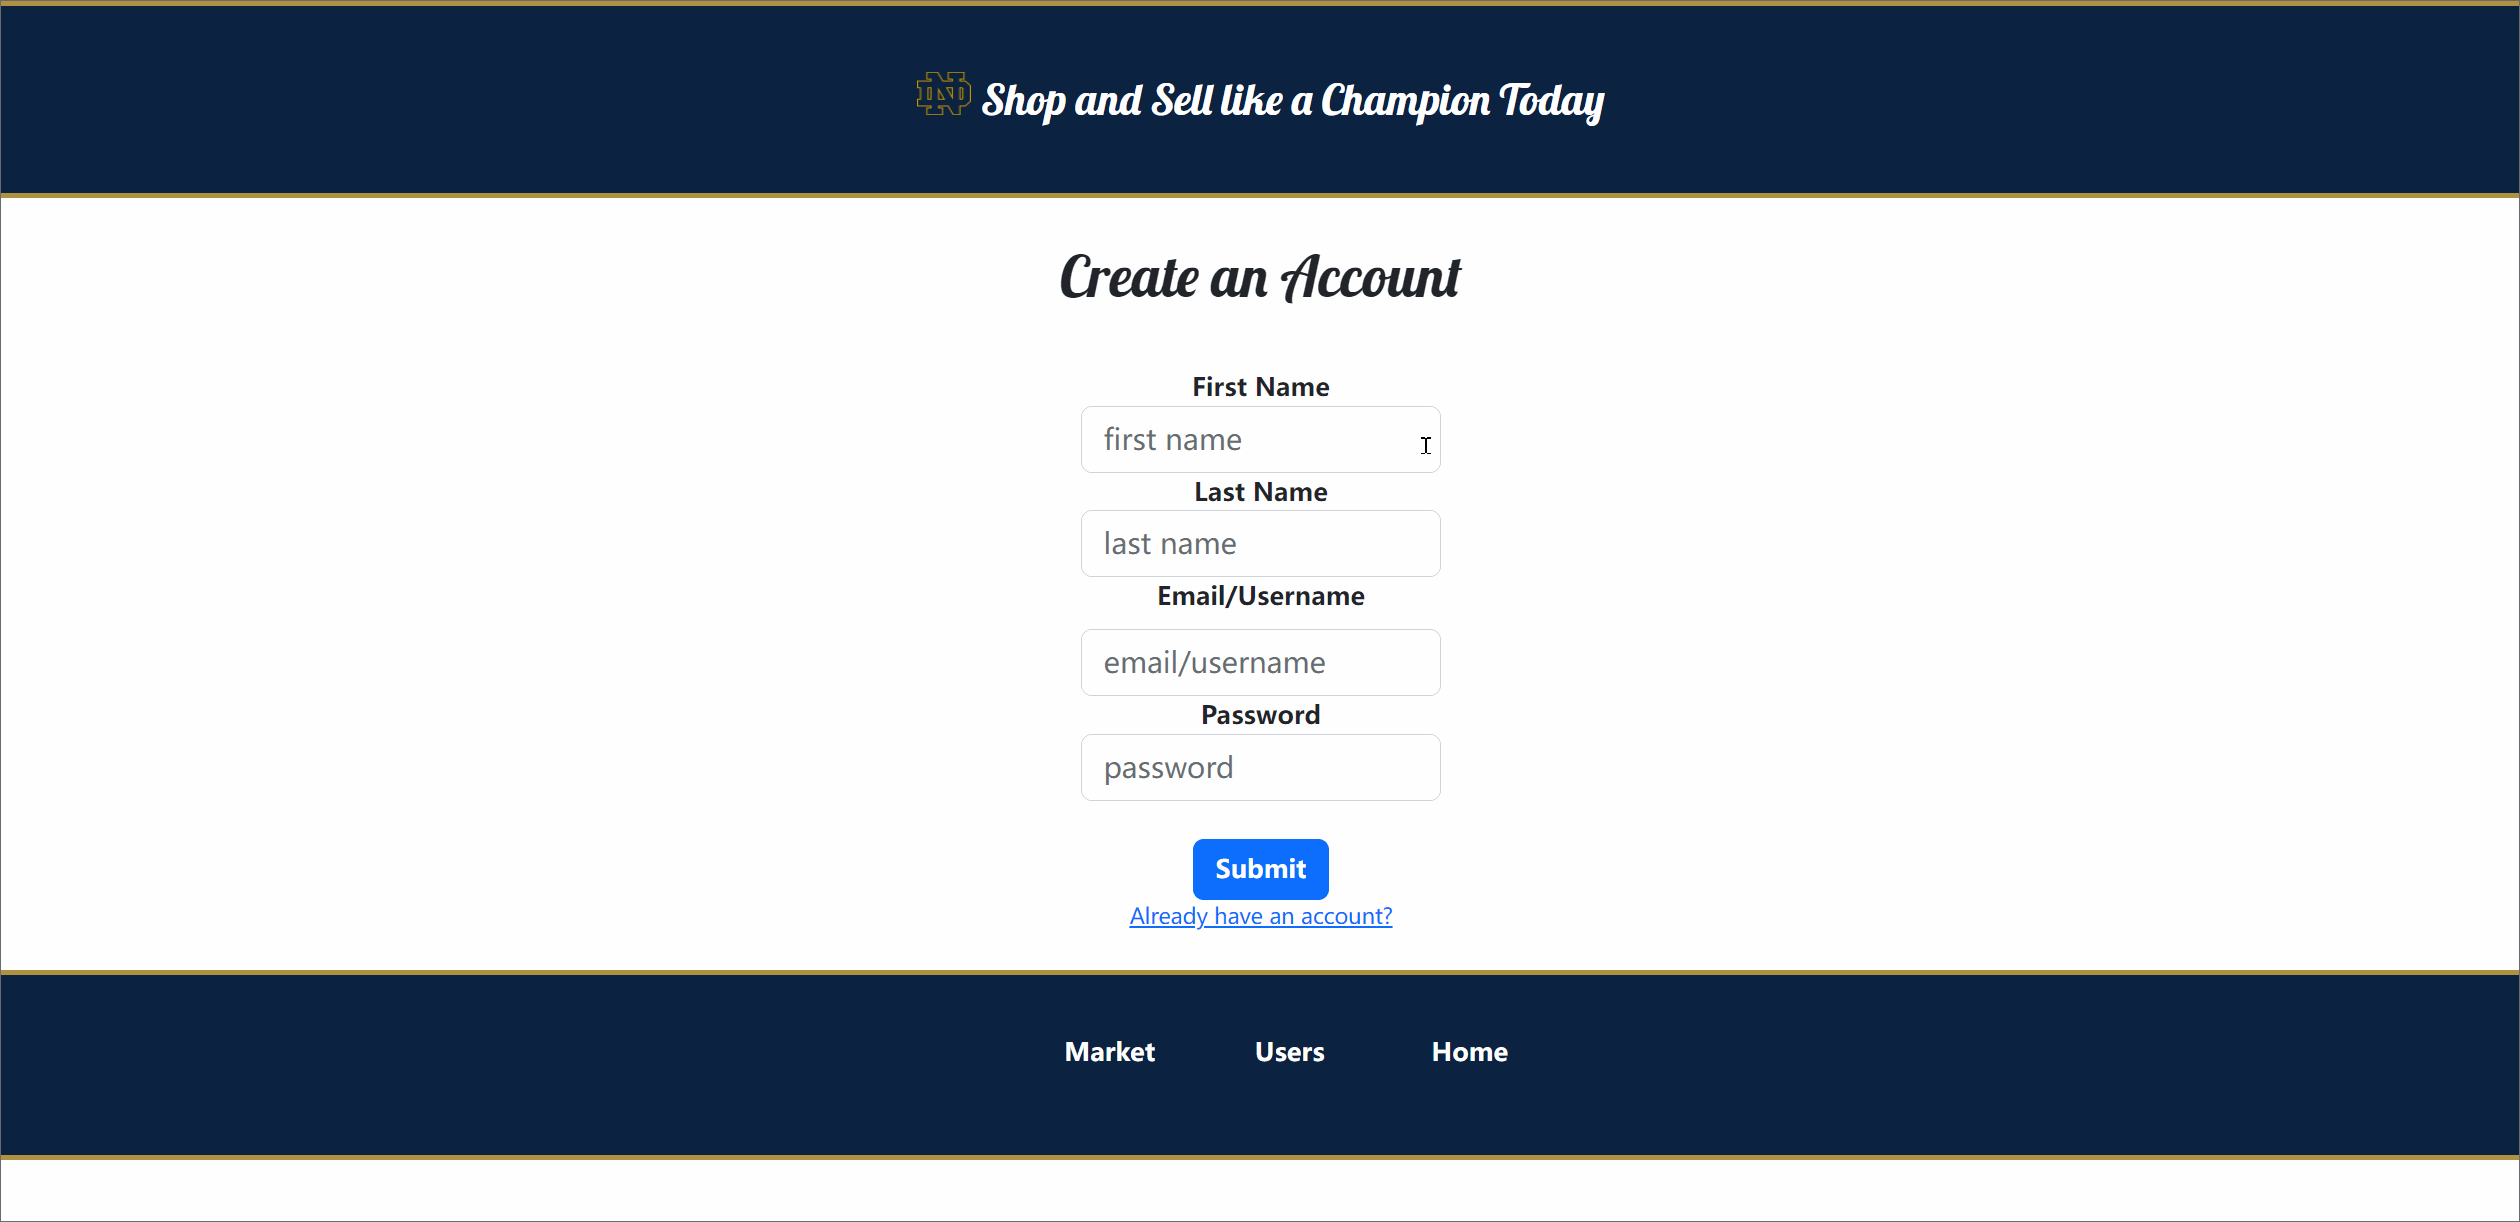 ND Shop and Sell like a Champion Today
Create an Account
First Name
first name
Last Name
last name
Email/Username
email/username
Password
password
Submit
Already have an account?
Market Users Home